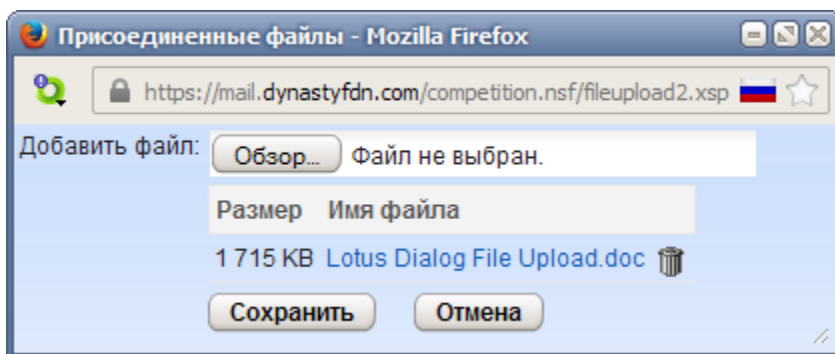 Присоединенные файлы - Mozilla Firefox
https://mail.dynastyfdn.com/competition.nsf/fileupload2.xsp
Добавить файл: Обзор... Файл не выбран.
Размер Имя файла
1 715 KB Lotus Dialog File Upload.doc
Сохранить Отмена